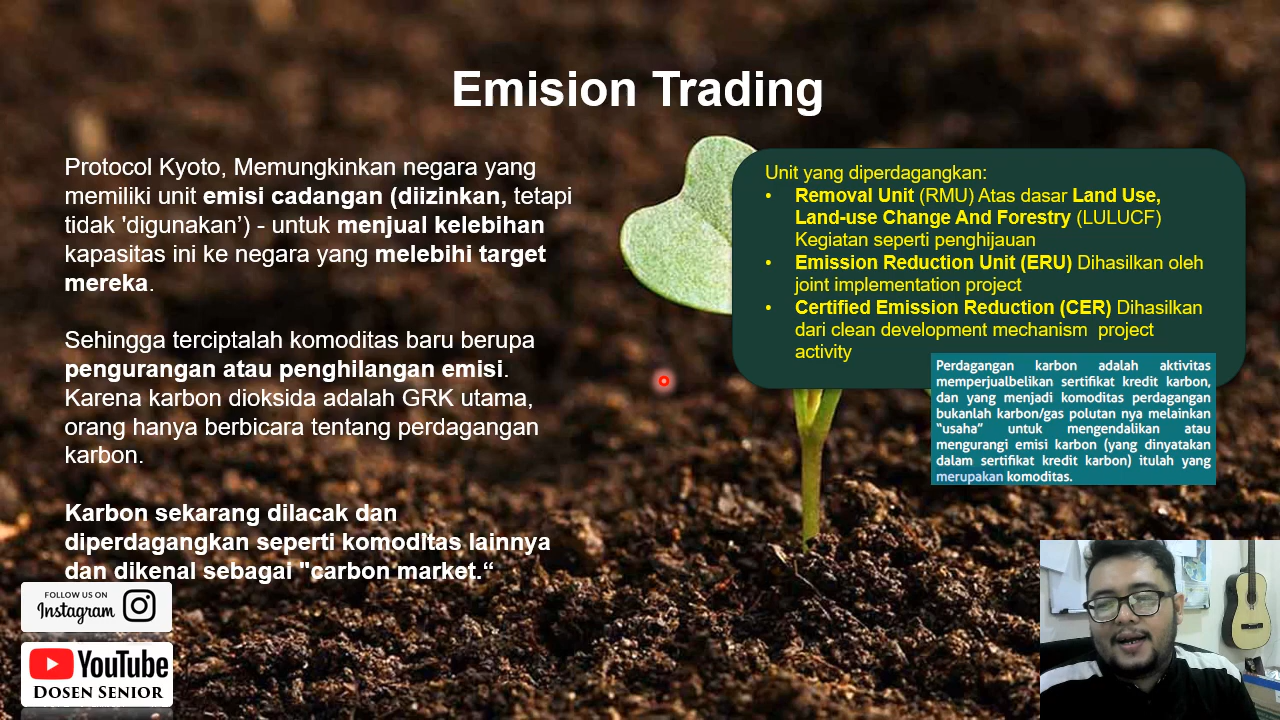 Emision Trading
Protocol Kyoto, Memungkinkan negara yang
memiliki unit emisi cadangan (diizinkan, tetapi
tidak 'digunakan’) - untuk menjual kelebihan
kapasitas ini ke negara yang melebihi target
mereka.
Sehingga terciptalah komoditas baru berupa
pengurangan atau penghilangan emisi.
Karena karbon dioksida adalah GRK utama,
orang hanya berbicara tentang perdagangan
karbon.
Karbon sekarang dilacak dan
diperdagangkan seperti komoditas lainnya
dan dikenal sebagai "carbon market.“
Unit yang diperdagangkan:
• Removal Unit (RMU) Atas dasar Land Use,
Land-use Change And Forestry (LULUCF)
Kegiatan seperti penghijauan
• Emission Reduction Unit (ERU) Dihasilkan oleh
joint implementation project
• Certified Emission Reduction (CER) Dihasilkan
dari clean development mechanism project
activity
Perdagangan karbon adalah aktivitas
memperjualbelikan sertifikat kredit karbon,
dan yang menjadi komoditas perdagangan
bukanlah karbon/gas polutan nya melainkan
“usaha” untuk mengendalikan atau
mengurangi emisi karbon (yang dinyatakan
dalam sertifikat kredit karbon) itulah yang
merupakan komoditas.
FOLLOW US ON
Instagram
YouTube
DOSEN SENIOR